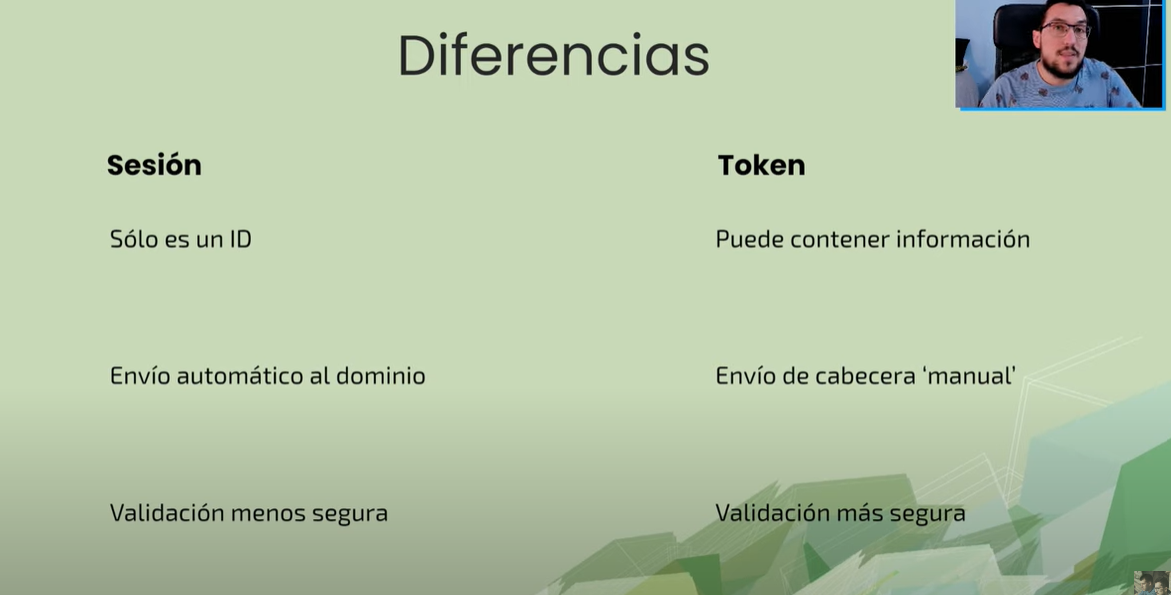 Diferencias
Sesión
Token
Sólo es un ID
Puede contener información
Envío automático al dominio
Envío de cabecera ‘manual’
Validación menos segura
Validación más segura